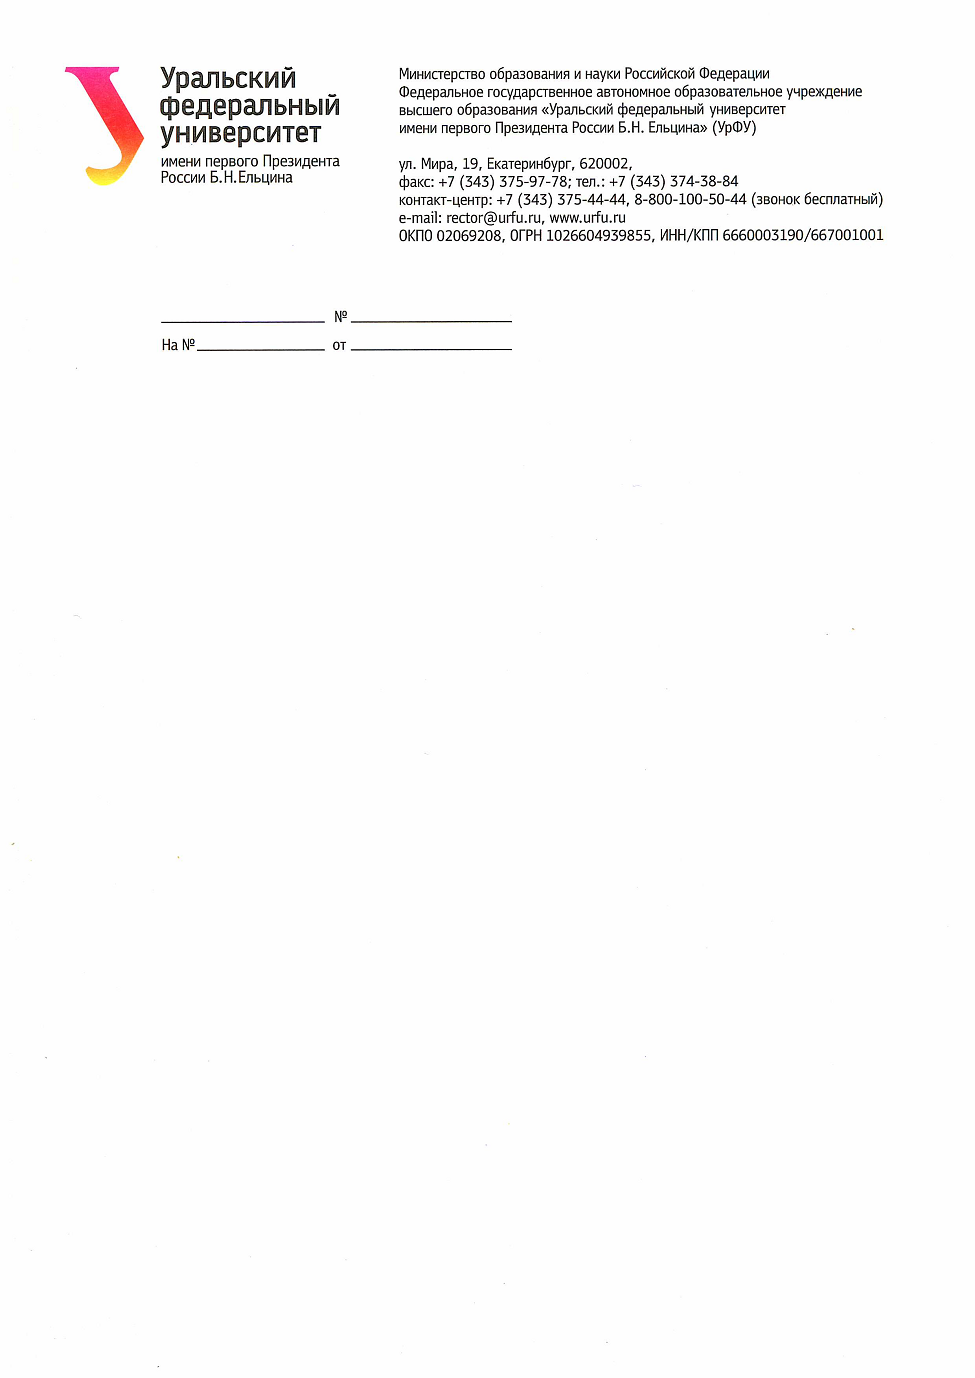 Уральский
федеральный
университет
имени первого Президента
России Б.Н.Ельцина
Министерство образования и науки Российской Федерации
Федеральное государственное автономное образовательное учреждение
высшего образования «Уральский федеральный университет
имени первого Президента России Б.Н. Ельцина» (УрФУ)
ул. Мира, 19, Екатеринбург, 620002,
факс: +7 (343) 375-97-78; тел.: +7 (343) 374-38-84
контакт-центр: +7 (343) 375-44-44, 8-800-100-50-44 (звонок бесплатный)
e-mail: rector@urfu.ru, www.urfu.ru
ОКПО 02069208, ОГРН 1026604939855, ИНН/КПП 6660003190/667001001
____________________ № ____________________
На № ________________ от ____________________